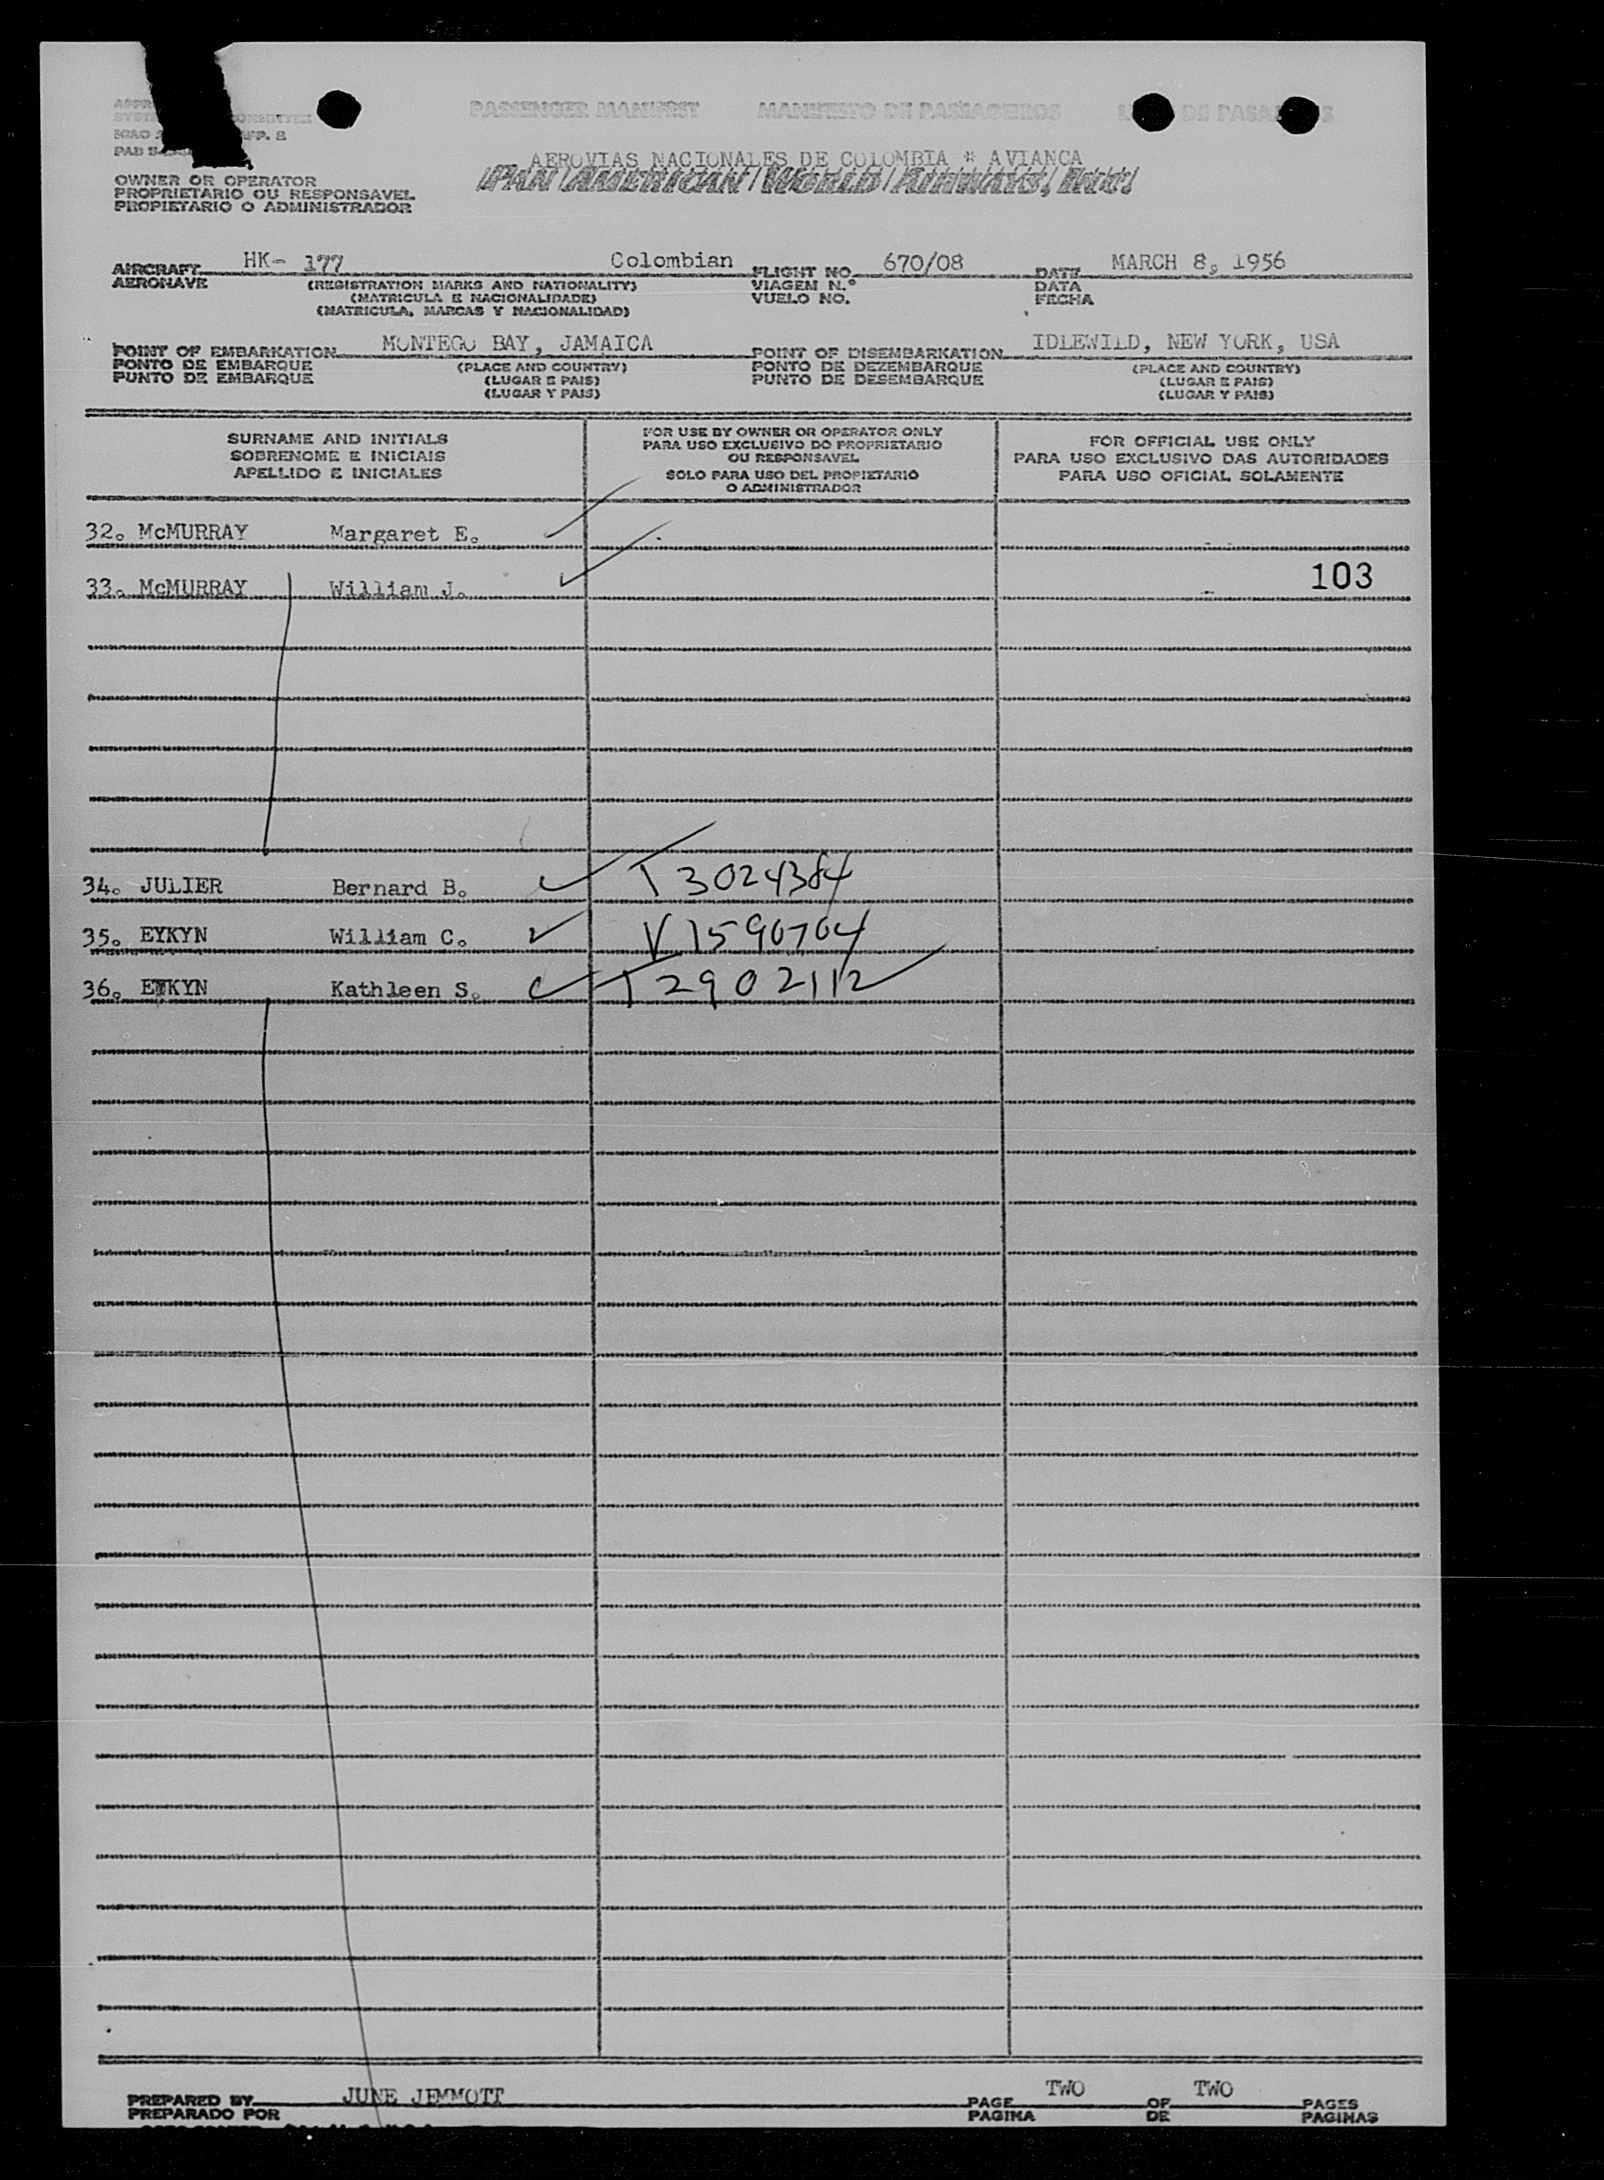 PASSENGER MANIFEST MANIFESTO DE PASSAGEIROS DE
ICAO
PAD
AEROVIAS NACIONALES DE COLOMBIA * AVIANCA
PAN AMERICAN WORLD AIRWAYS, INC.
OWNER OR OPERATOR
PROPRIETARIO OU RESPONSAVEL
PROPIETARIO O ADMINISTRADOR
AIRCRAFT HK- 177 Colombian FLIGHT NO. 670/08 DATE MARCH 8, 1956
AERONAVE (REGISTRATION MARKS AND NATIONALITY) VIAGEM N.º DATA
(MATRICULA E NACIONALIDADE) VUELO NO. FECHA
(MATRICULA, MARCAS Y NACIONALIDAD)
POINT OF EMBARKATION MONTEGO BAY, JAMAICA POINT OF DISEMBARKATION IDLEWILD, NEW YORK, USA
PONTO DE EMBARQUE (PLACE AND COUNTRY) PONTO DE DEZEMBARQUE (PLACE AND COUNTRY)
PUNTO DE EMBARQUE (LUGAR E PAIS) PUNTO DE DESEMBARQUE (LUGAR E PAIS)
(LUGAR Y PAIS) (LUGAR Y PAIS)
SURNAME AND INITIALS
SOBRENOME E INICIAIS
APELLIDO E INICIALES
FOR USE BY OWNER OR OPERATOR ONLY
PARA USO EXCLUSIVO DO PROPRIETARIO
OU RESPONSAVEL
SOLO PARA USO DEL PROPIETARIO
O ADMINISTRADOR
FOR OFFICIAL USE ONLY
PARA USO EXCLUSIVO DAS AUTORIDADES
PARA USO OFICIAL SOLAMENTE
32. McMURRAY Margaret E.
33. McMURRAY William J. 103
34. JULIER Bernard B. T 3024384
35. EYKYN William C. V 1590704
36. EYKYN Kathleen S. T 2902112
PREPARED BY JUNE JEMMOTT PAGE TWO OF TWO PAGES
PREPARADO POR PAGINA DE PAGINAS